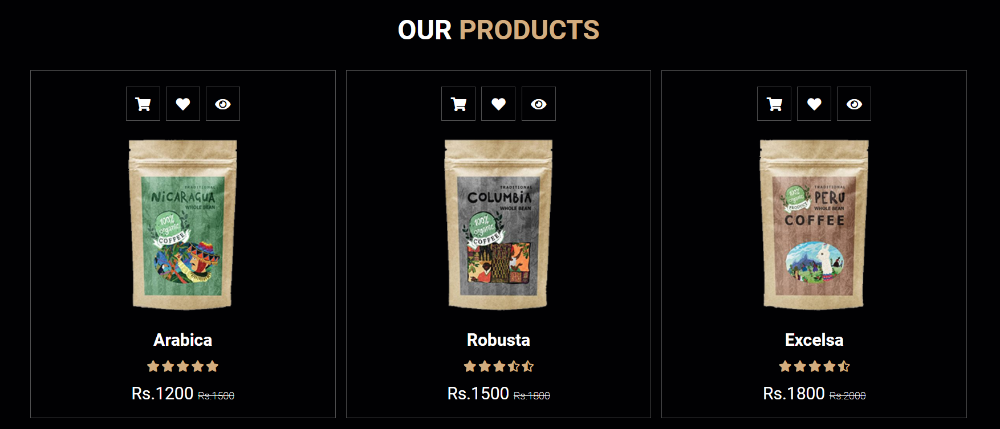 OUR PRODUCTS
TRADITIONAL
NiCARAGUA
WHOLE BEAN
100%
organic
COFFEE
Arabica
Rs.1200 Rs.1500
TRADITIONAL
COLUMBiA
WHOLE BEAN
100%
organic
COFFEE
Robusta
Rs.1500 Rs.1800
100%
organic
PRODUCT
TRADITIONAL
PERU
WHOLE BEAN
COFFEE
Excelsa
Rs.1800 Rs.2000